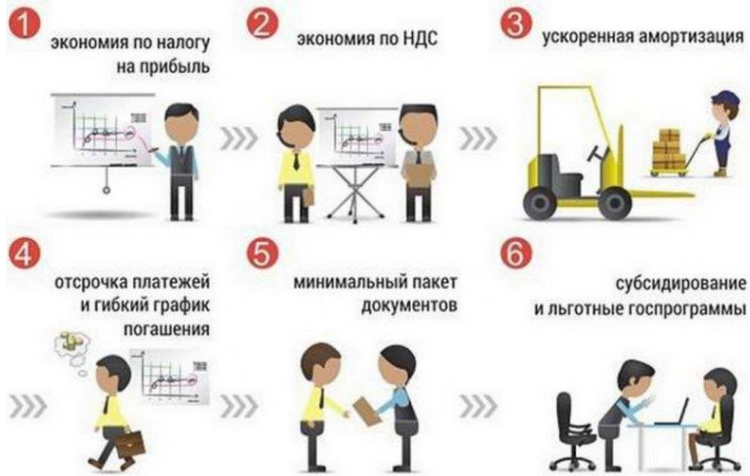 1
экономия по налогу
на прибыль
2
экономия по НДС
3
ускоренная амортизация
4
отсрочка платежей
и гибкий график
погашения
5
минимальный пакет
документов
6
субсидирование
и льготные госпрограммы